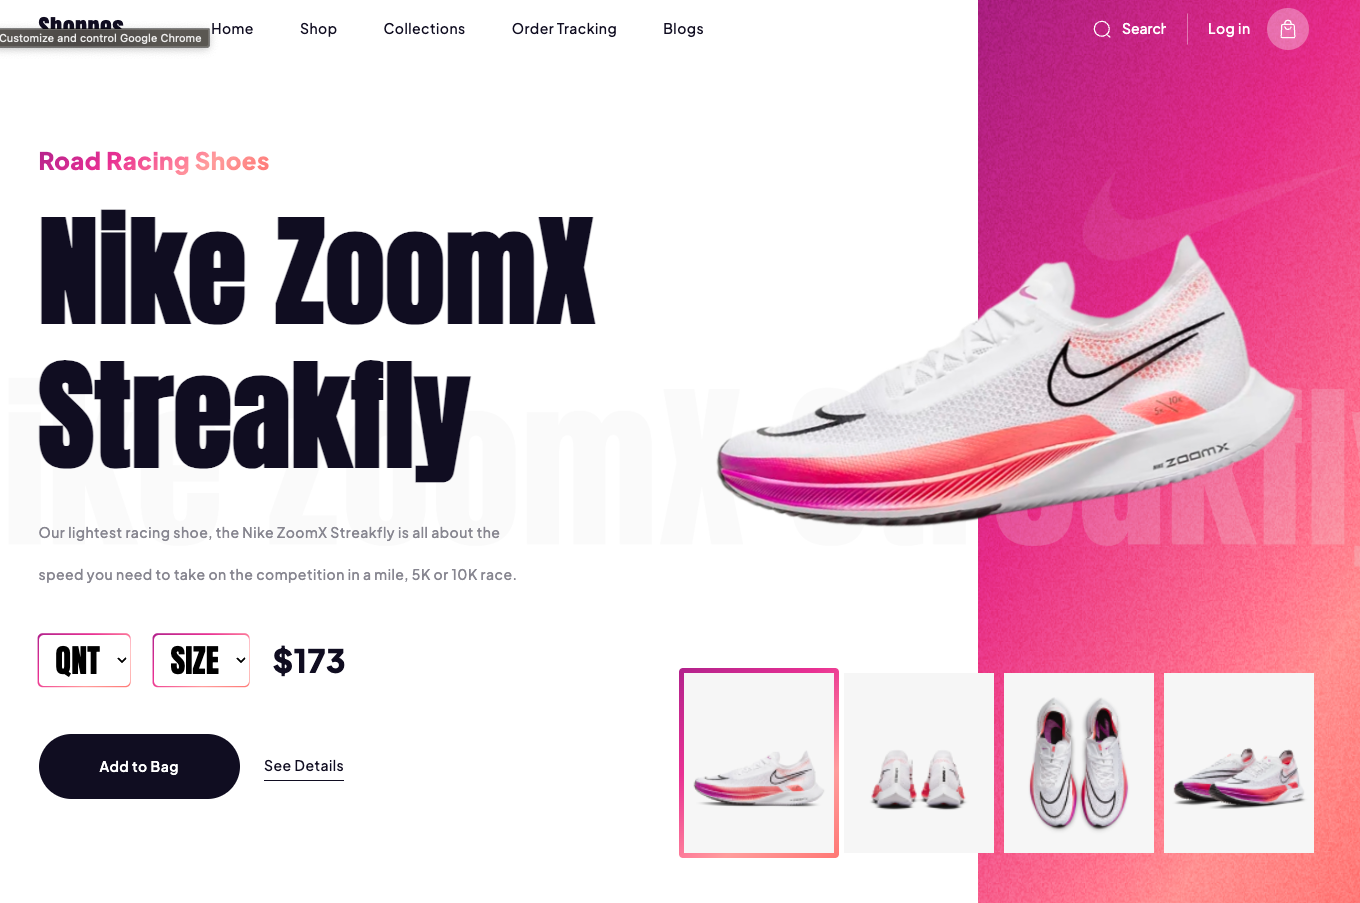 Shoppes
Customize and control Google Chrome
Home
Shop
Collections
Order Tracking
Blogs
Search
Log in
Road Racing Shoes
Nike ZoomX
Streakfly
ike ZoomX Streakfly
Our lightest racing shoe, the Nike ZoomX Streakfly is all about the
speed you need to take on the competition in a mile, 5K or 10K race.
QNT
SIZE
$173
Add to Bag
See Details
5K 10K
NIKE ZOOMX